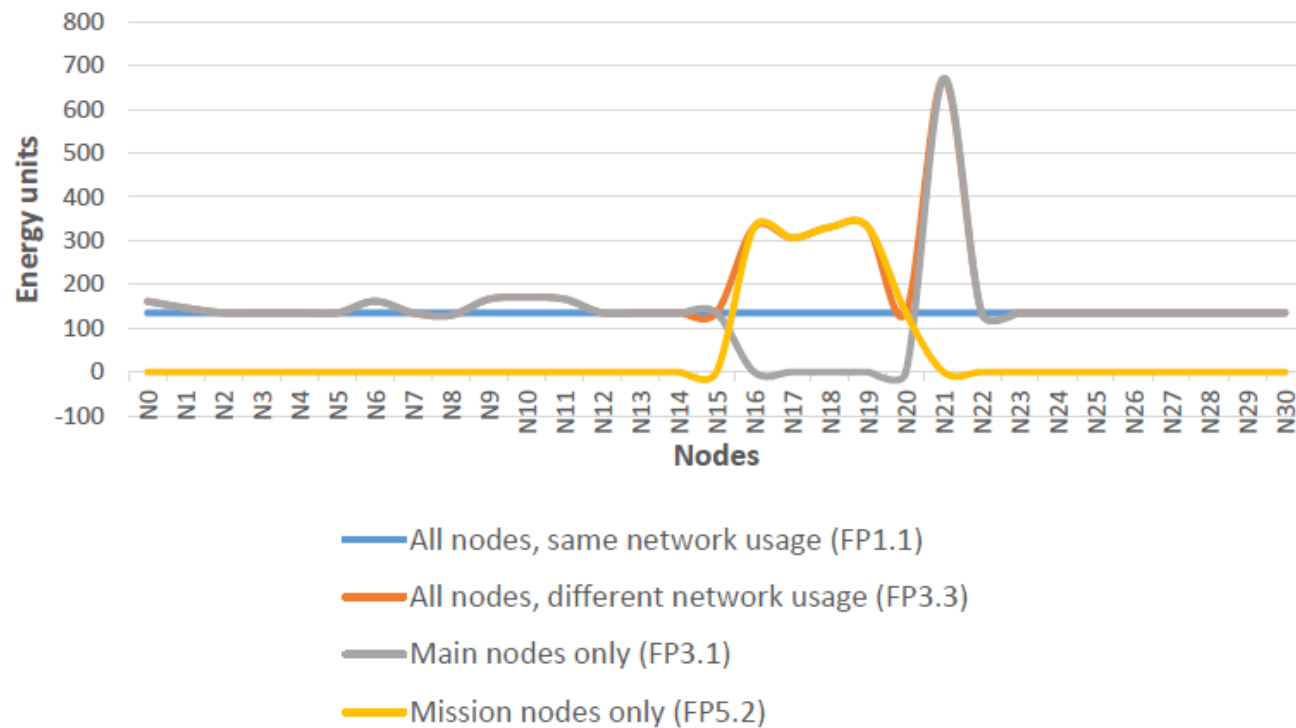 800
700
600
500
400
300
200
100
0
-100
Energy units
N0 N1 N2 N3 N4 N5 N6 N7 N8 N9 N10 N11 N12 N13 N14 N15 N16 N17 N18 N19 N20 N21 N22 N23 N24 N25 N26 N27 N28 N29 N30
Nodes
All nodes, same network usage (FP1.1)
All nodes, different network usage (FP3.3)
Main nodes only (FP3.1)
Mission nodes only (FP5.2)